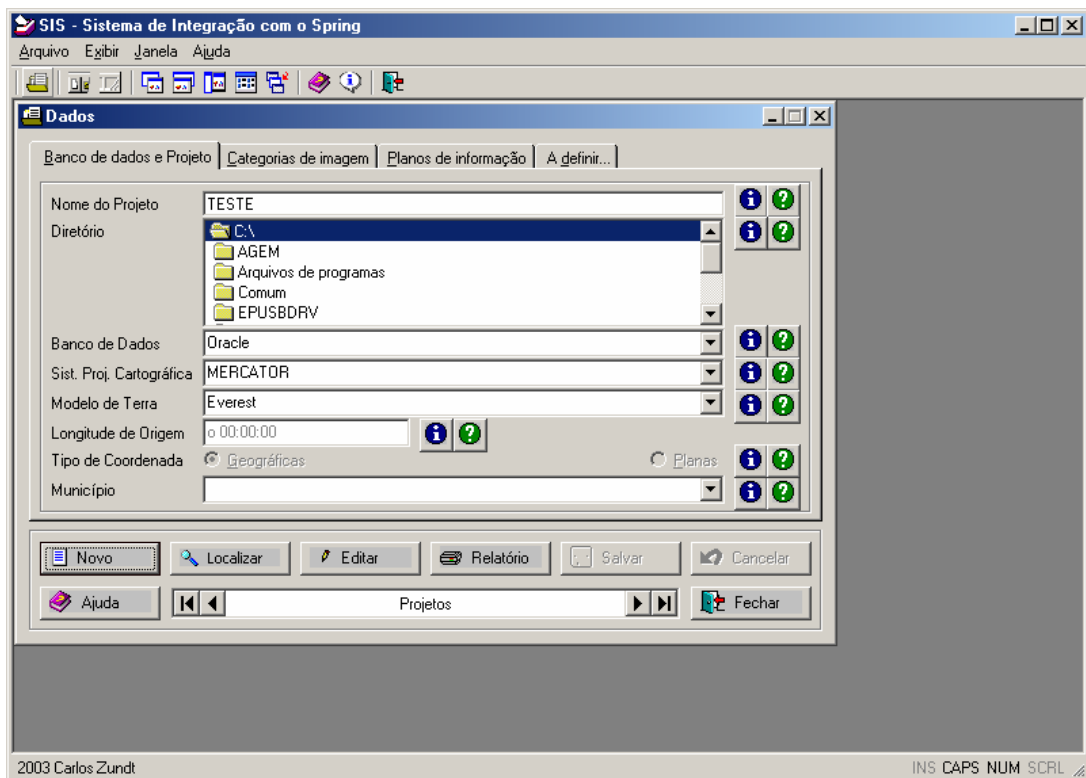 SIS - Sistema de Integração com o Spring
Arquivo Exibir Janela Ajuda
Dados
Banco de dados e Projeto Categorias de imagem Planos de informação A definir...
Nome do Projeto TESTE
Diretório C:\
AGEM
Arquivos de programas
Comum
EPUSBDRV
Banco de Dados Oracle
Sist. Proj. Cartográfica MERCATOR
Modelo de Terra Everest
Longitude de Origem o 00:00:00
Tipo de Coordenada Geográficas Planas
Município
Novo Localizar Editar Relatório Salvar Cancelar
Ajuda Projetos Fechar
2003 Carlos Zundt INS CAPS NUM SCRL